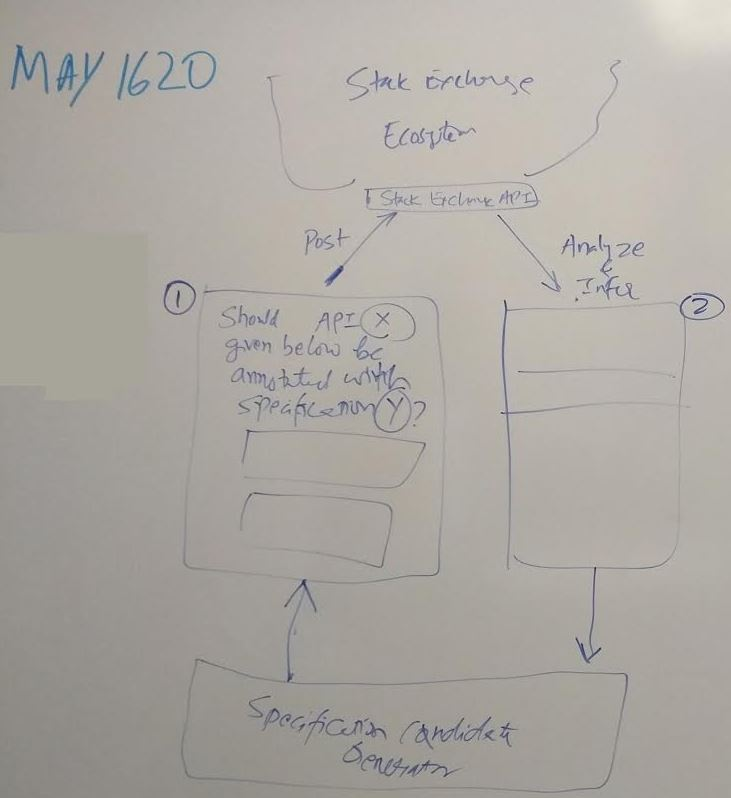 MAY 1620
Stack Exchange
Ecosystem
Stack Exchange API
Post
Analyze
&
Infer
1
2
Should API X
given below be
annotated with
specification Y?
Specification Candidate
Generator